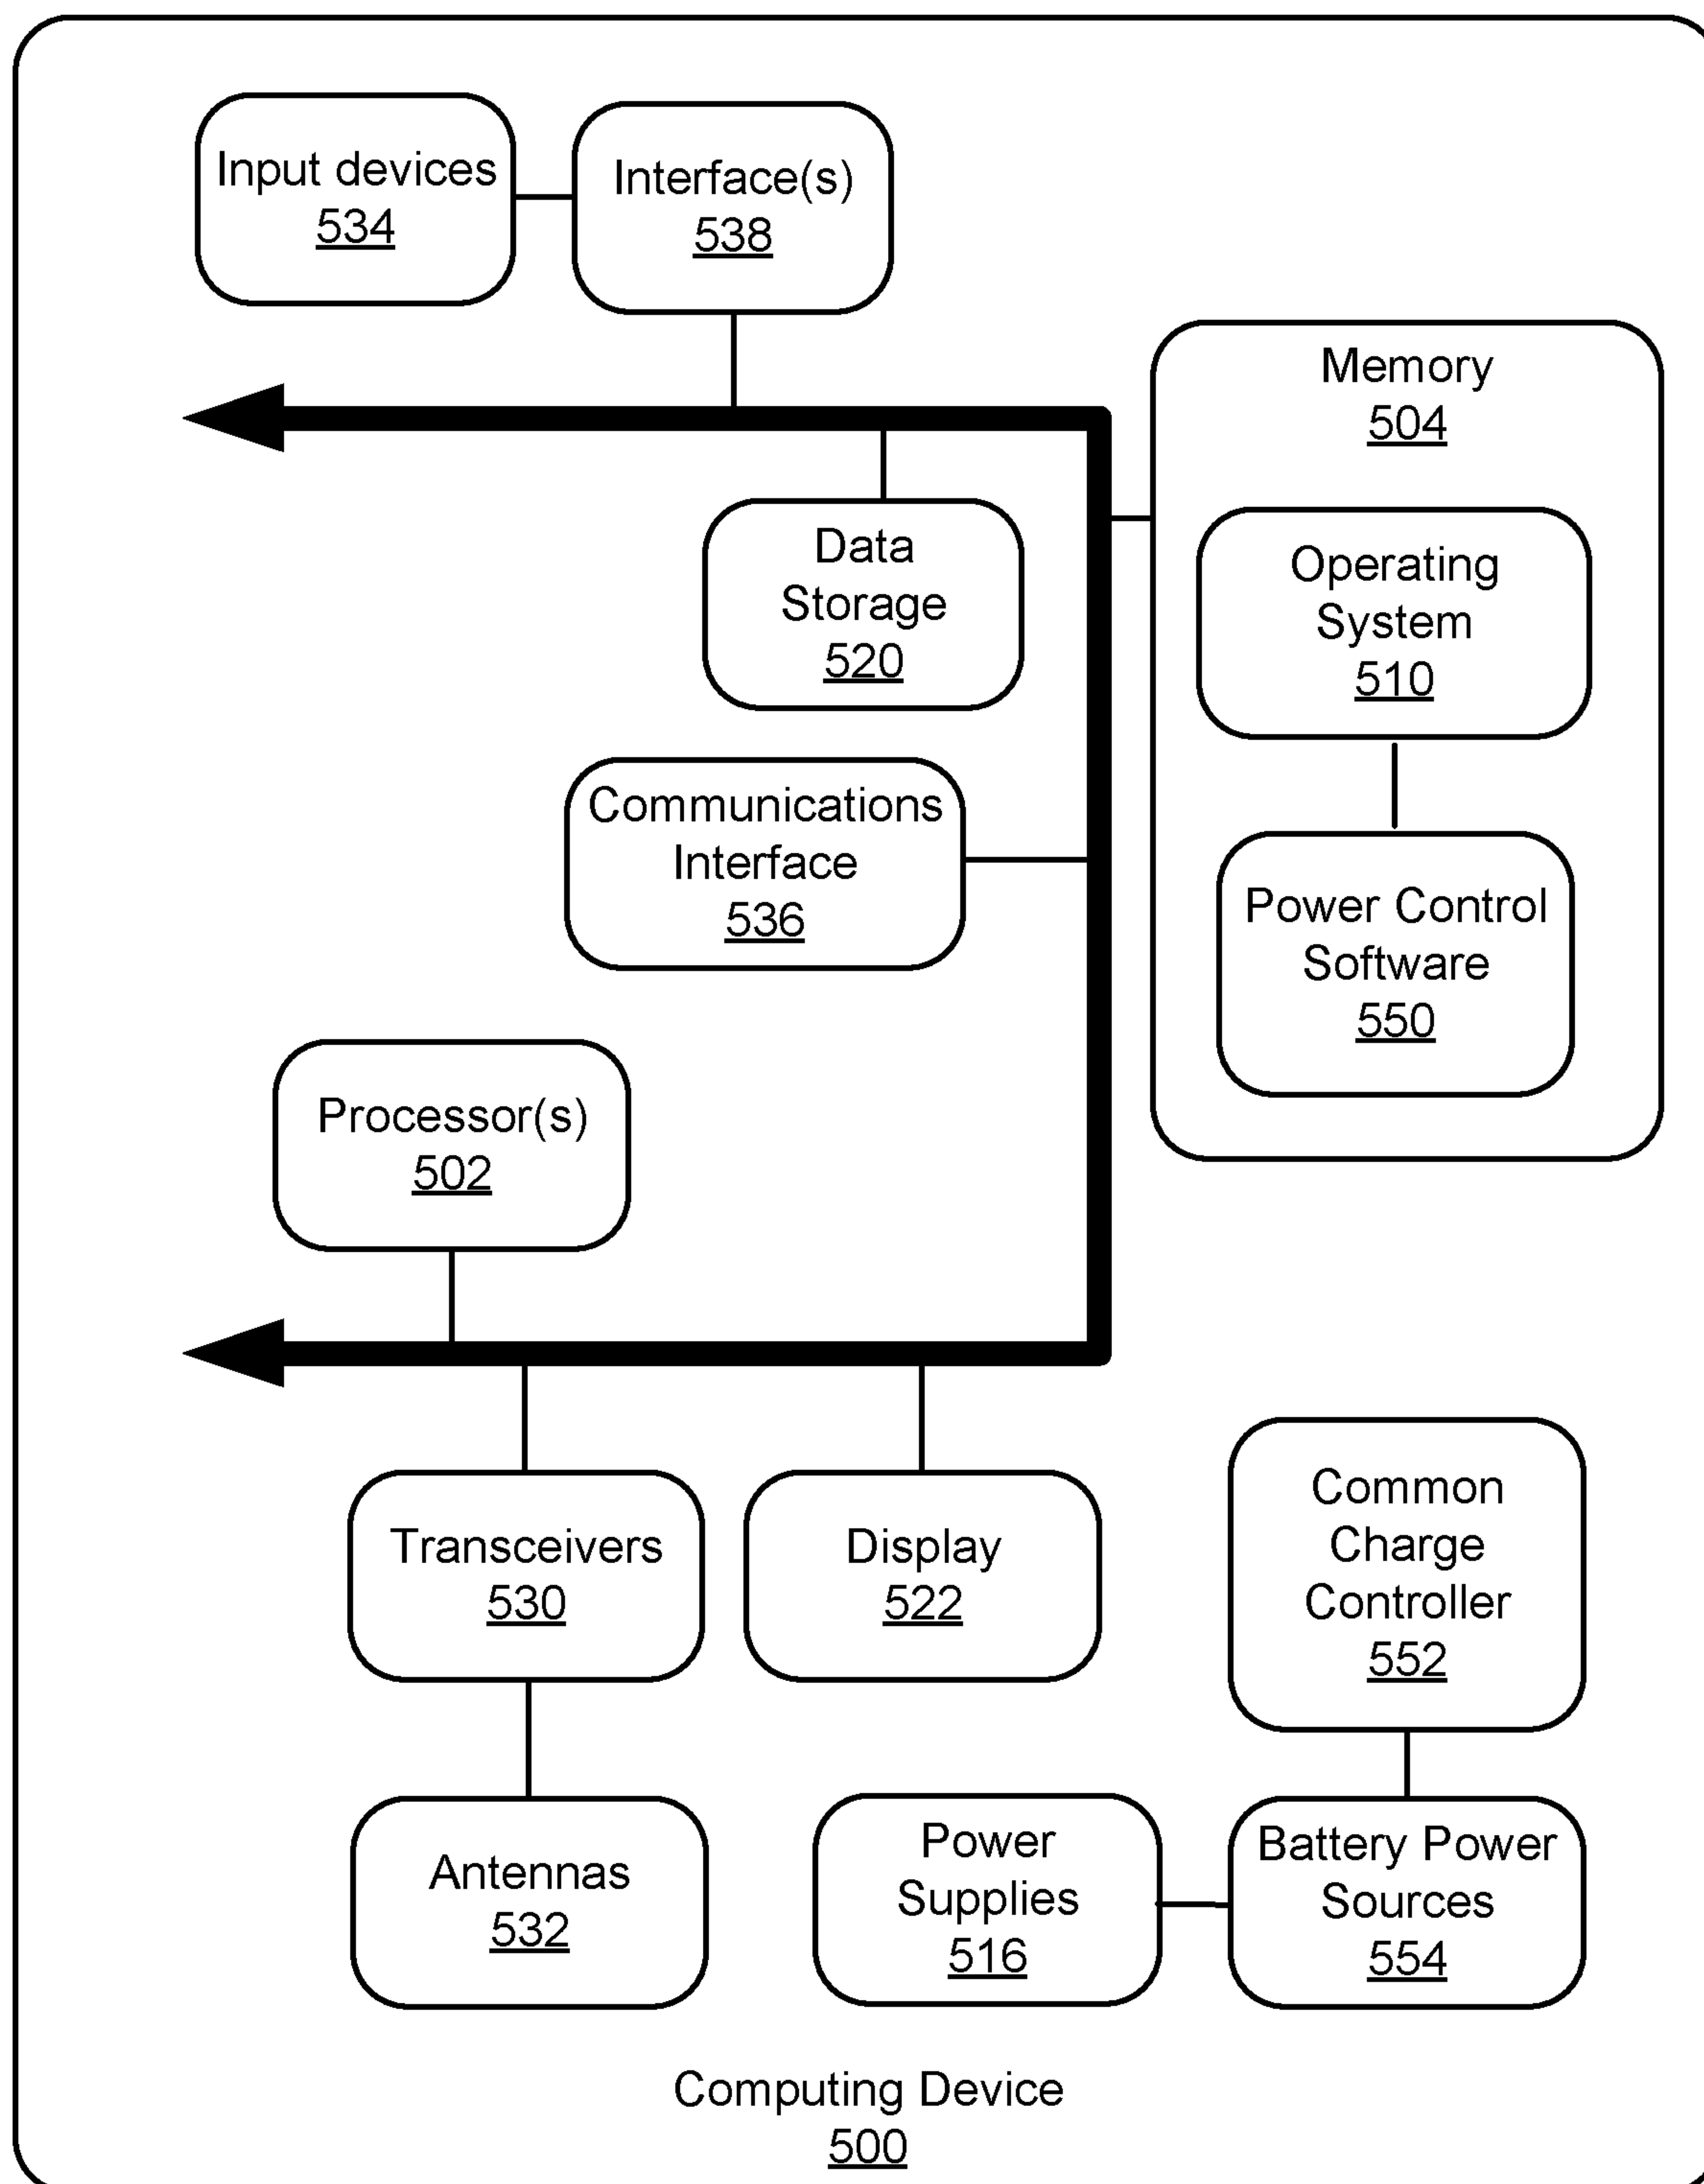 Input devices
534
Interface(s)
538
Memory
504
Data
Storage
520
Operating
System
510
Communications
Interface
536
Power Control
Software
550
Processor(s)
502
Transceivers
530
Display
522
Common
Charge
Controller
552
Antennas
532
Power
Supplies
516
Battery Power
Sources
554
Computing Device
500